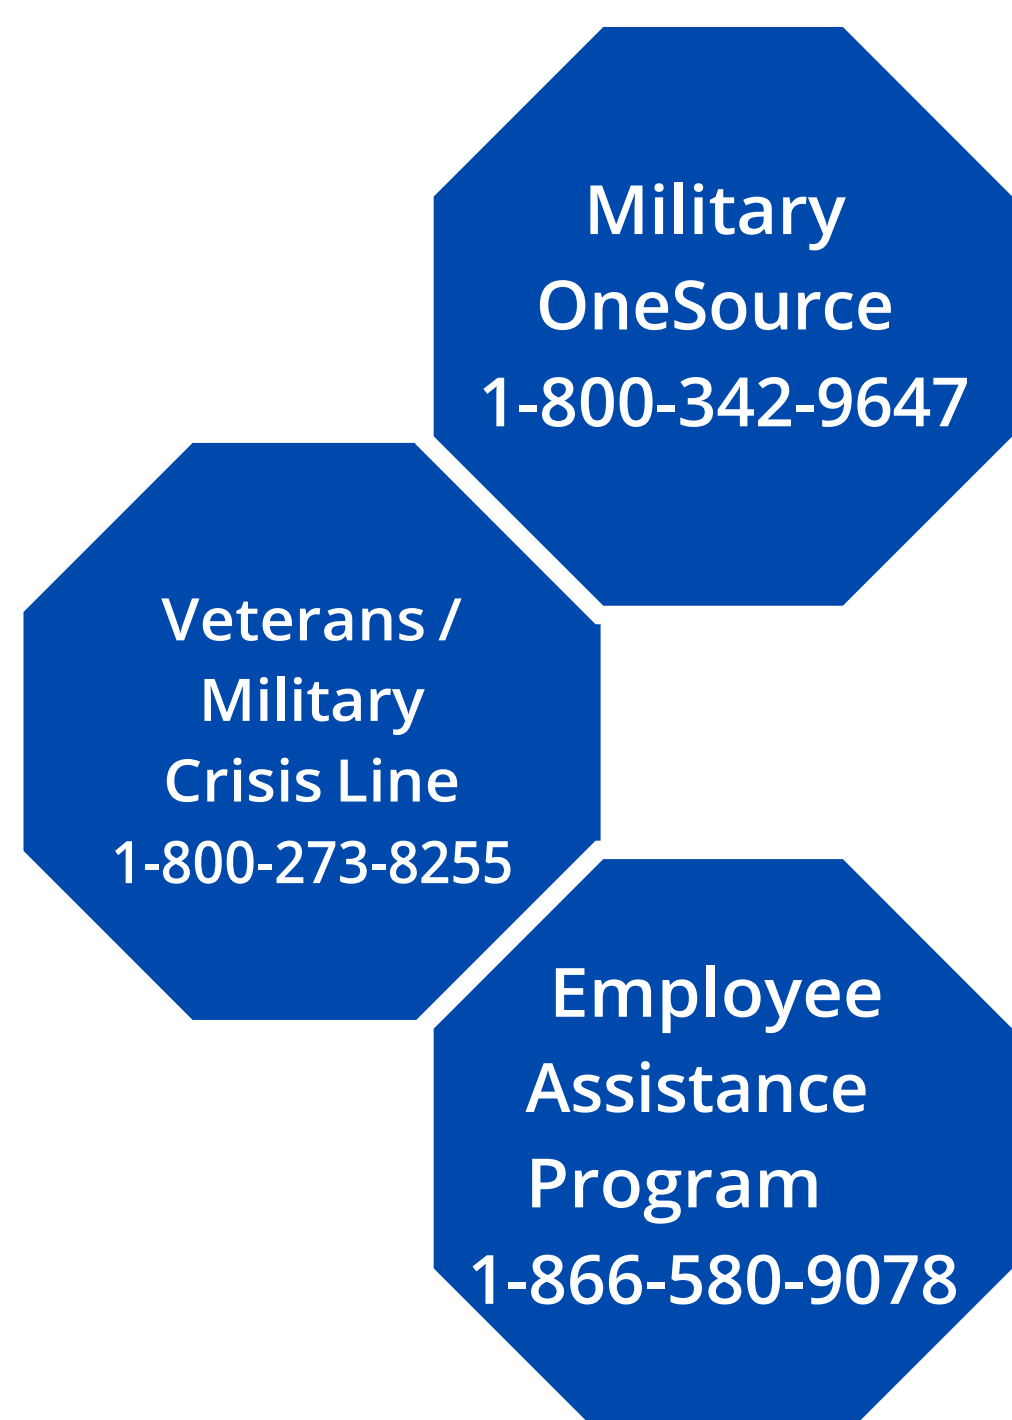 Military
OneSource
1-800-342-9647
Veterans /
Military
Crisis Line
1-800-273-8255
Employee
Assistance
Program
1-866-580-9078